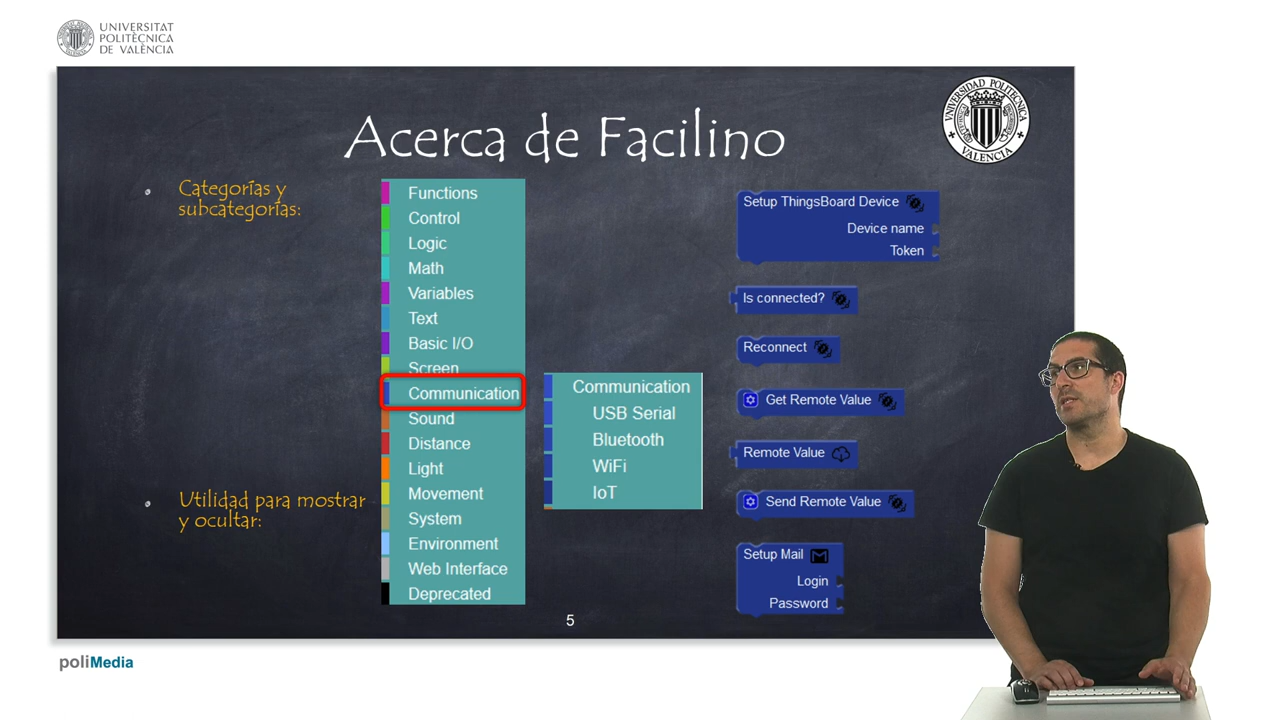 UNIVERSITAT
POLITÈCNICA
DE VALÈNCIA
Acerca de Facilino
UNIVERSIDAD POLITECNICA
VALENCIA
Categorías y
subcategorías:
Utilidad para mostrar
y ocultar:
Functions
Control
Logic
Math
Variables
Text
Basic I/O
Screen
Communication
Sound
Distance
Light
Movement
System
Environment
Web Interface
Deprecated
Communication
USB Serial
Bluetooth
WiFi
IoT
Setup ThingsBoard Device
Device name
Token
Is connected?
Reconnect
Get Remote Value
Remote Value
Send Remote Value
Setup Mail
Login
Password
5
poliMedia